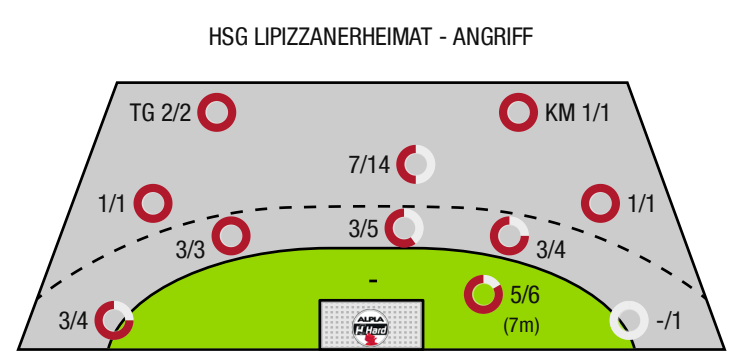 HSG LIPIZZANERHEIMAT - ANGRIFF
TG 2/2
KM 1/1
7/14
1/1
1/1
3/5
3/3
3/4
-
5/6
(7m)
3/4
-/1
ALPLA
Hard